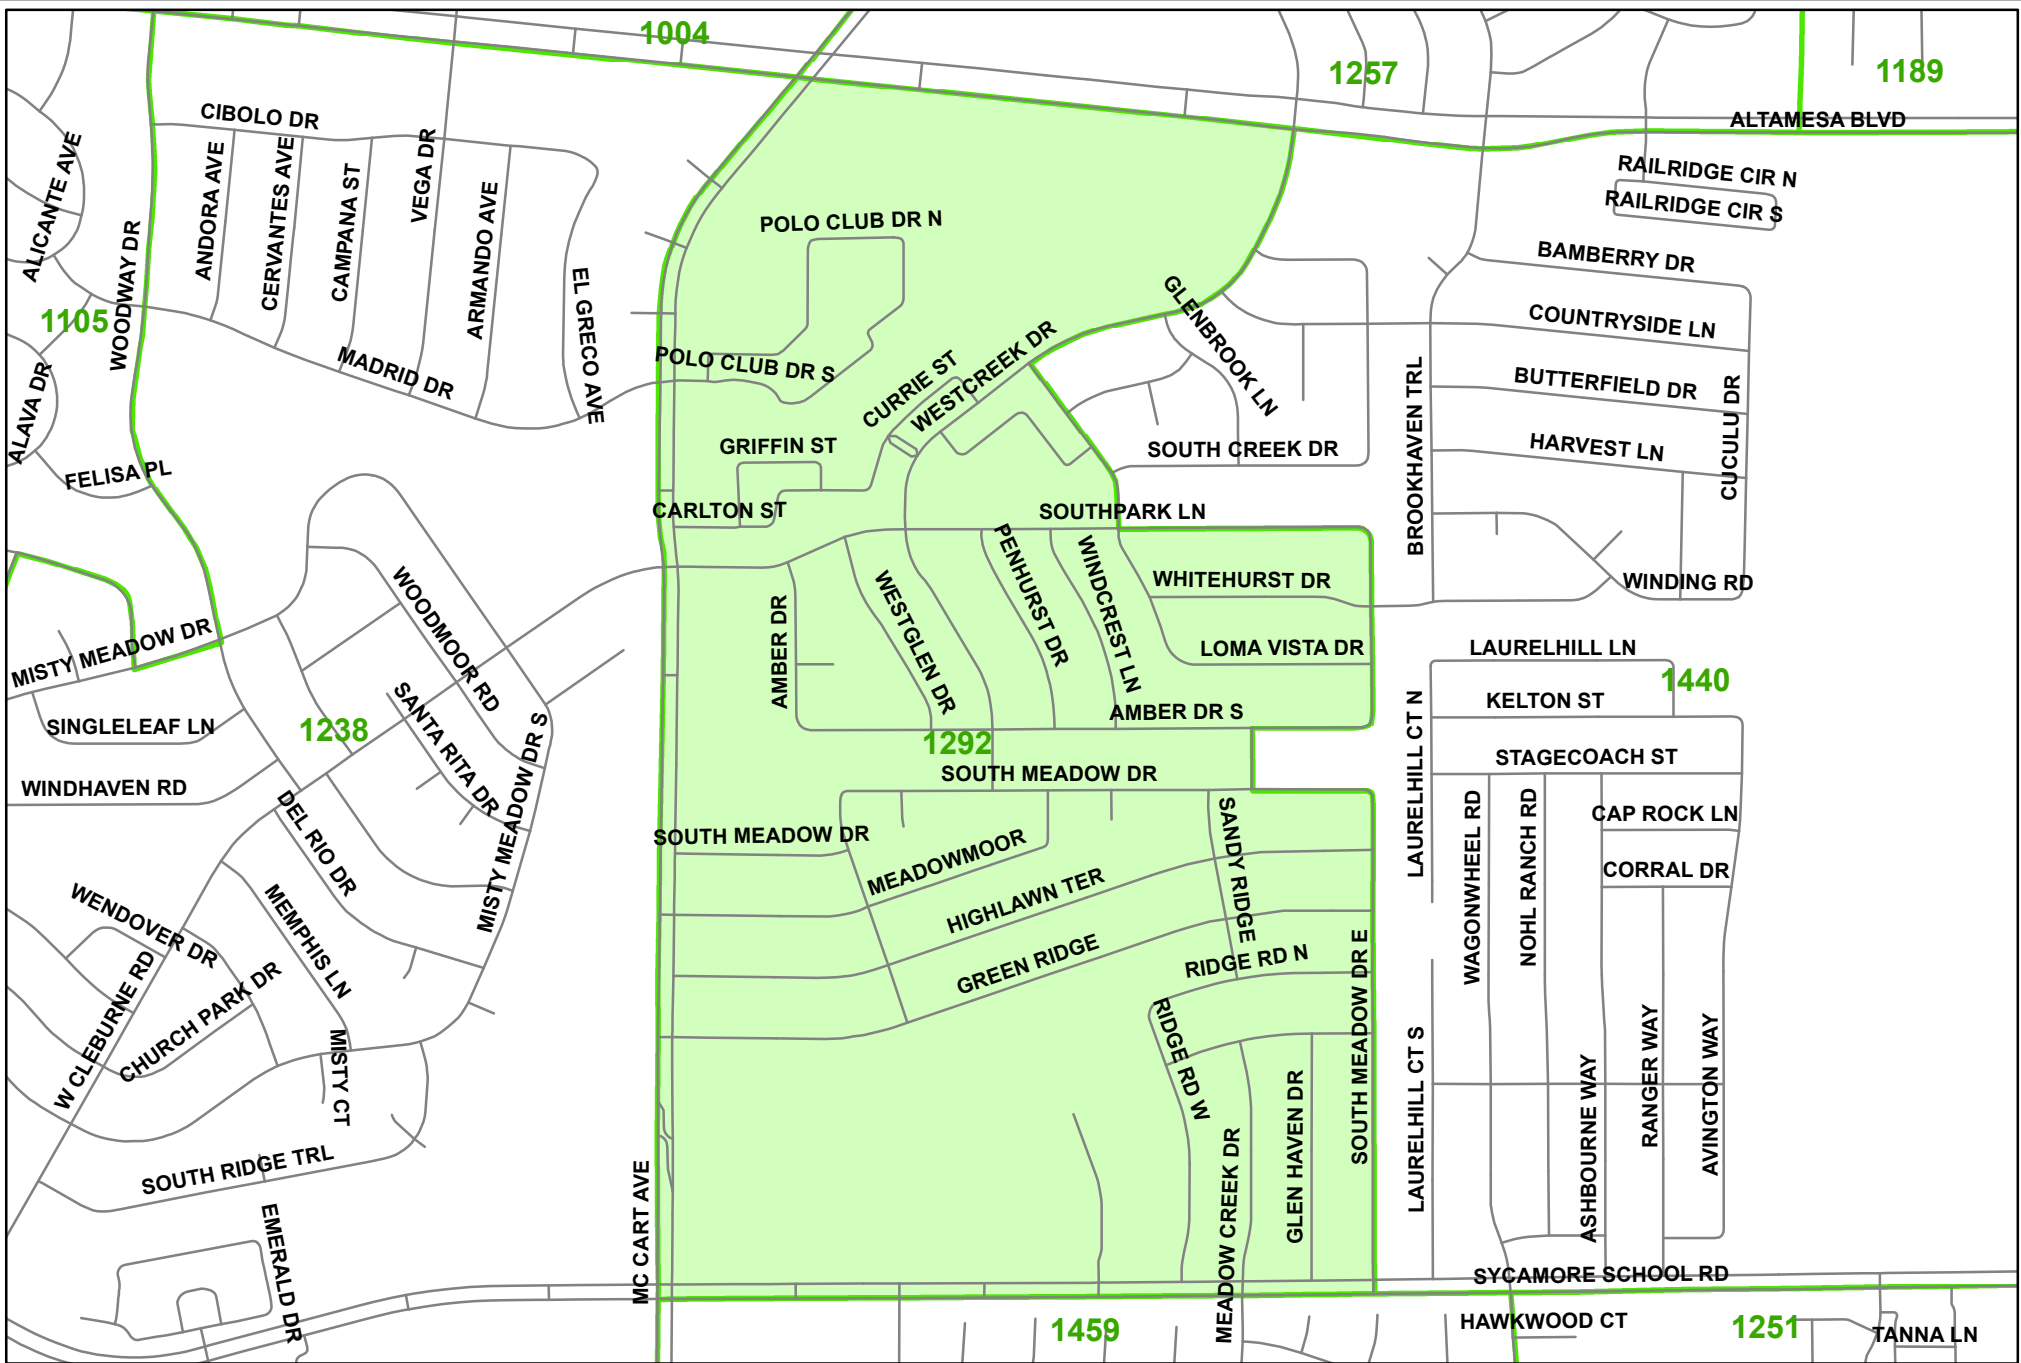 1004
1257
1189
CIBOLO DR
ALTAMESA BLVD
ALICANTE AVE
ANDORA AVE
CERVANTES AVE
CAMPANA ST
VEGA DR
ARMANDO AVE
RAILRIDGE CIR N
RAILRIDGE CIR S
POLO CLUB DR N
WOODWAY DR
EL GRECO AVE
BAMBERRY DR
GLENBROOK LN
1105
COUNTRYSIDE LN
MADRID DR
POLO CLUB DR S
CURRIE ST
WESTCREEK DR
BUTTERFIELD DR
CUCULU DR
ALAVA DR
BROOKHAVEN TRL
GRIFFIN ST
SOUTH CREEK DR
HARVEST LN
FELISA PL
CARLTON ST
SOUTHPARK LN
WOODMOOR RD
PENHURST DR
WINDCREST LN
WESTGLEN DR
WHITEHURST DR
WINDING RD
AMBER DR
MISTY MEADOW DR
LOMA VISTA DR
LAURELHILL LN
1440
SANTA RITA DR
KELTON ST
AMBER DR S
SINGLELEAF LN
1238
1292
LAURELHILL CT N
MISTY MEADOW DR S
STAGECOACH ST
SOUTH MEADOW DR
WINDHAVEN RD
DEL RIO DR
SANDY RIDGE
WAGONWHEEL RD
NOHL RANCH RD
CAP ROCK LN
SOUTH MEADOW DR
MEADOWMOOR
CORRAL DR
HIGHLAWN TER
WENDOVER DR
MEMPHIS LN
GREEN RIDGE
RIDGE RD N
SOUTH MEADOW DR E
W CLEBURNE RD
CHURCH PARK DR
RIDGE RD W
MISTY CT
RANGER WAY
AVINGTON WAY
LAURELHILL CT S
ASHBOURNE WAY
GLEN HAVEN DR
MEADOW CREEK DR
SOUTH RIDGE TRL
MC CART AVE
EMERALD DR
SYCAMORE SCHOOL RD
HAWKWOOD CT
1459
1251
TANNA LN